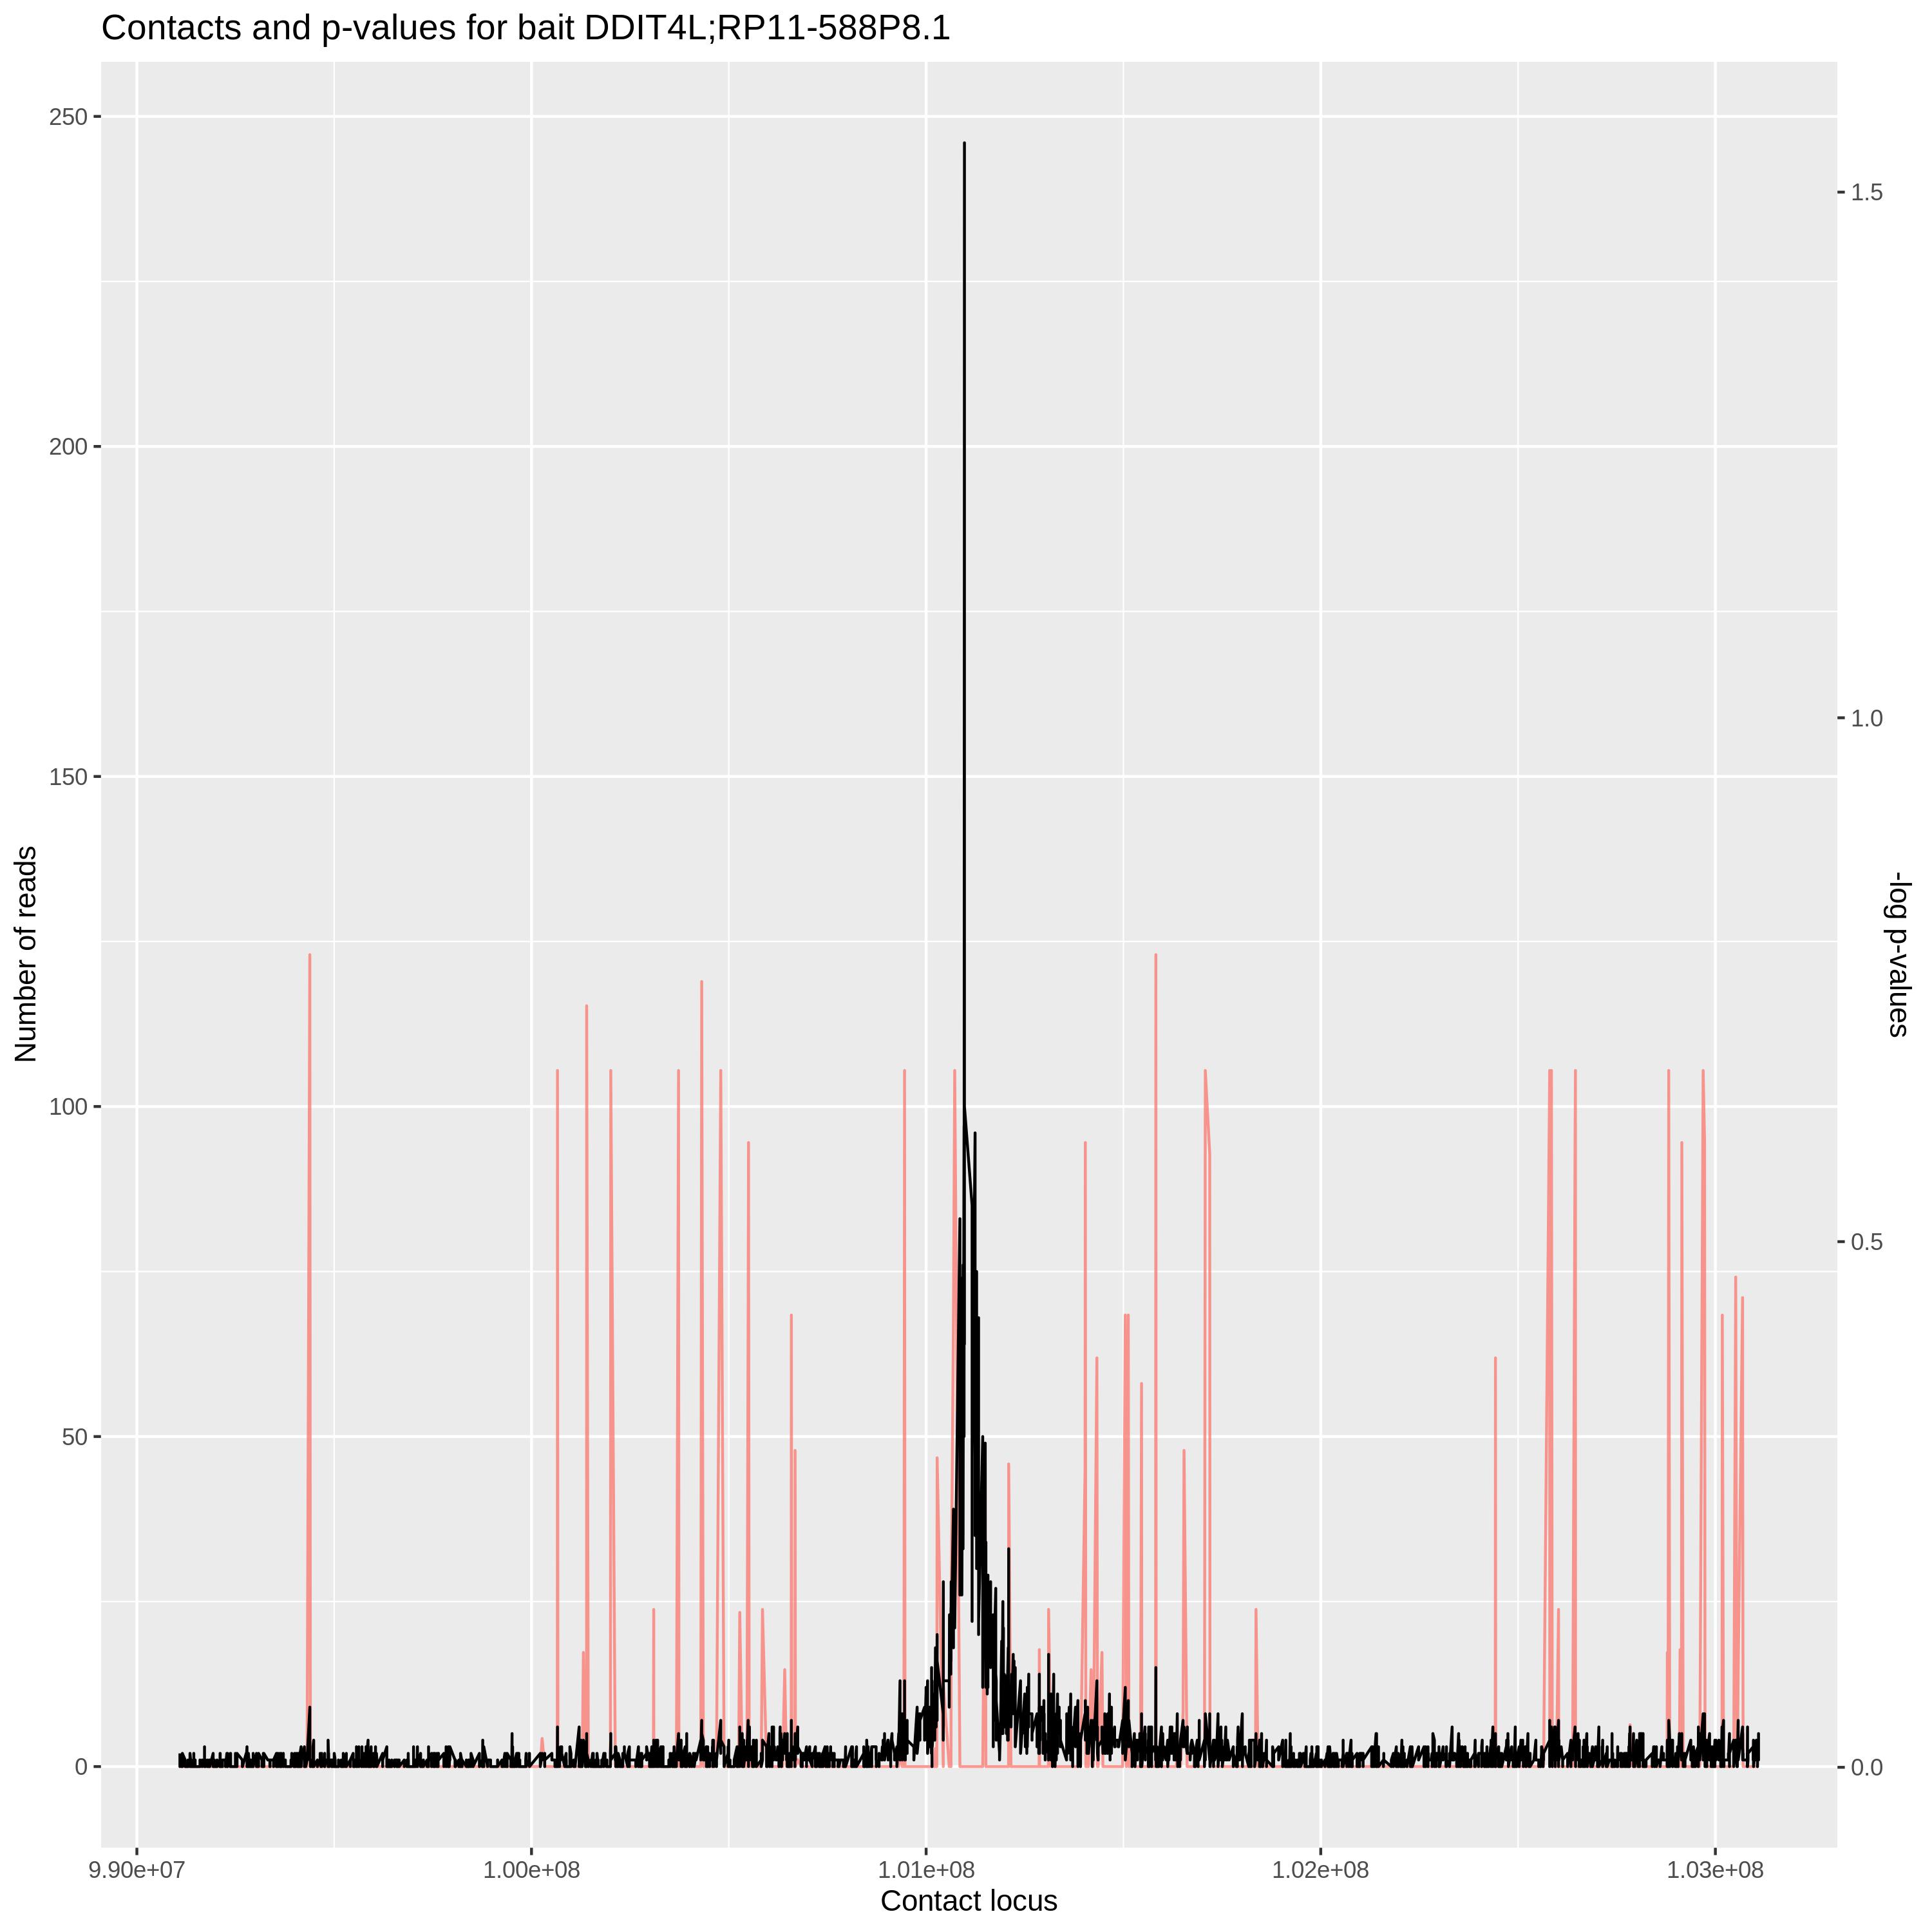 Contacts and p-values for bait DDIT4L;RP11-588P8.1
250
200
150
100
50
0
Number of reads
1.5
1.0
0.5
0.0
-log p-values
9.90e+07 1.00e+08 1.01e+08 1.02e+08 1.03e+08
Contact locus